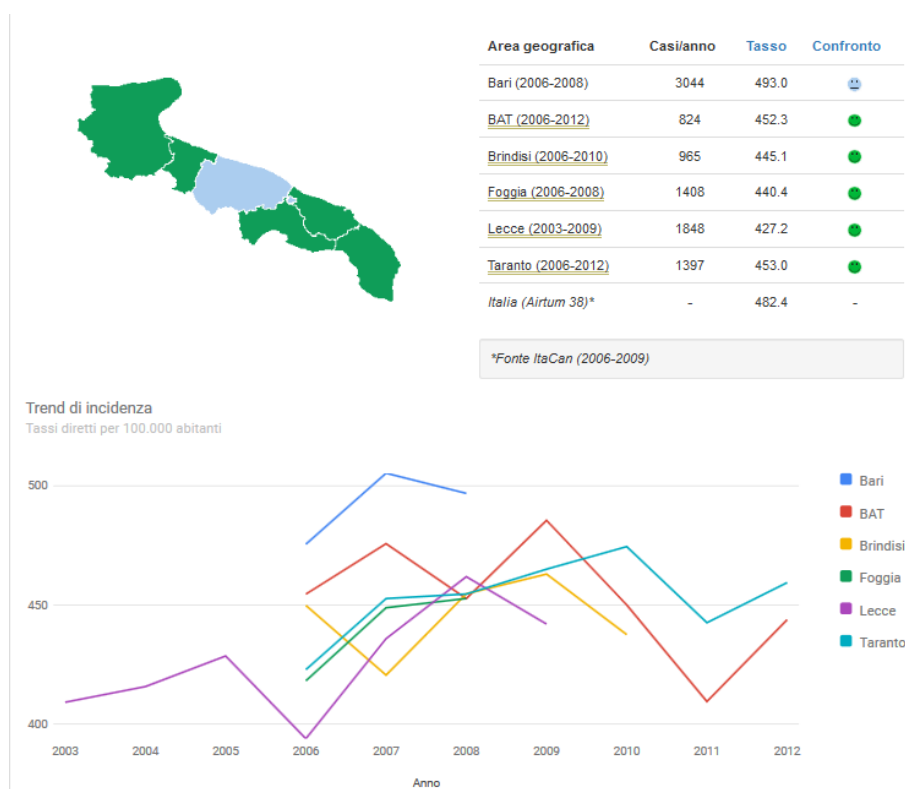 Area geografica Casi/anno Tasso Confronto
Bari (2006-2008) 3044 493.0
BAT (2006-2012) 824 452.3
Brindisi (2006-2010) 965 445.1
Foggia (2006-2008) 1408 440.4
Lecce (2003-2009) 1848 427.2
Taranto (2006-2012) 1397 453.0
Italia (Airtum 38)* - 482.4 -
*Fonte ItaCan (2006-2009)
Trend di incidenza
Tassi diretti per 100.000 abitanti
500
450
400
2003 2004 2005 2006 2007 2008 2009 2010 2011 2012
Anno
Bari
BAT
Brindisi
Foggia
Lecce
Taranto